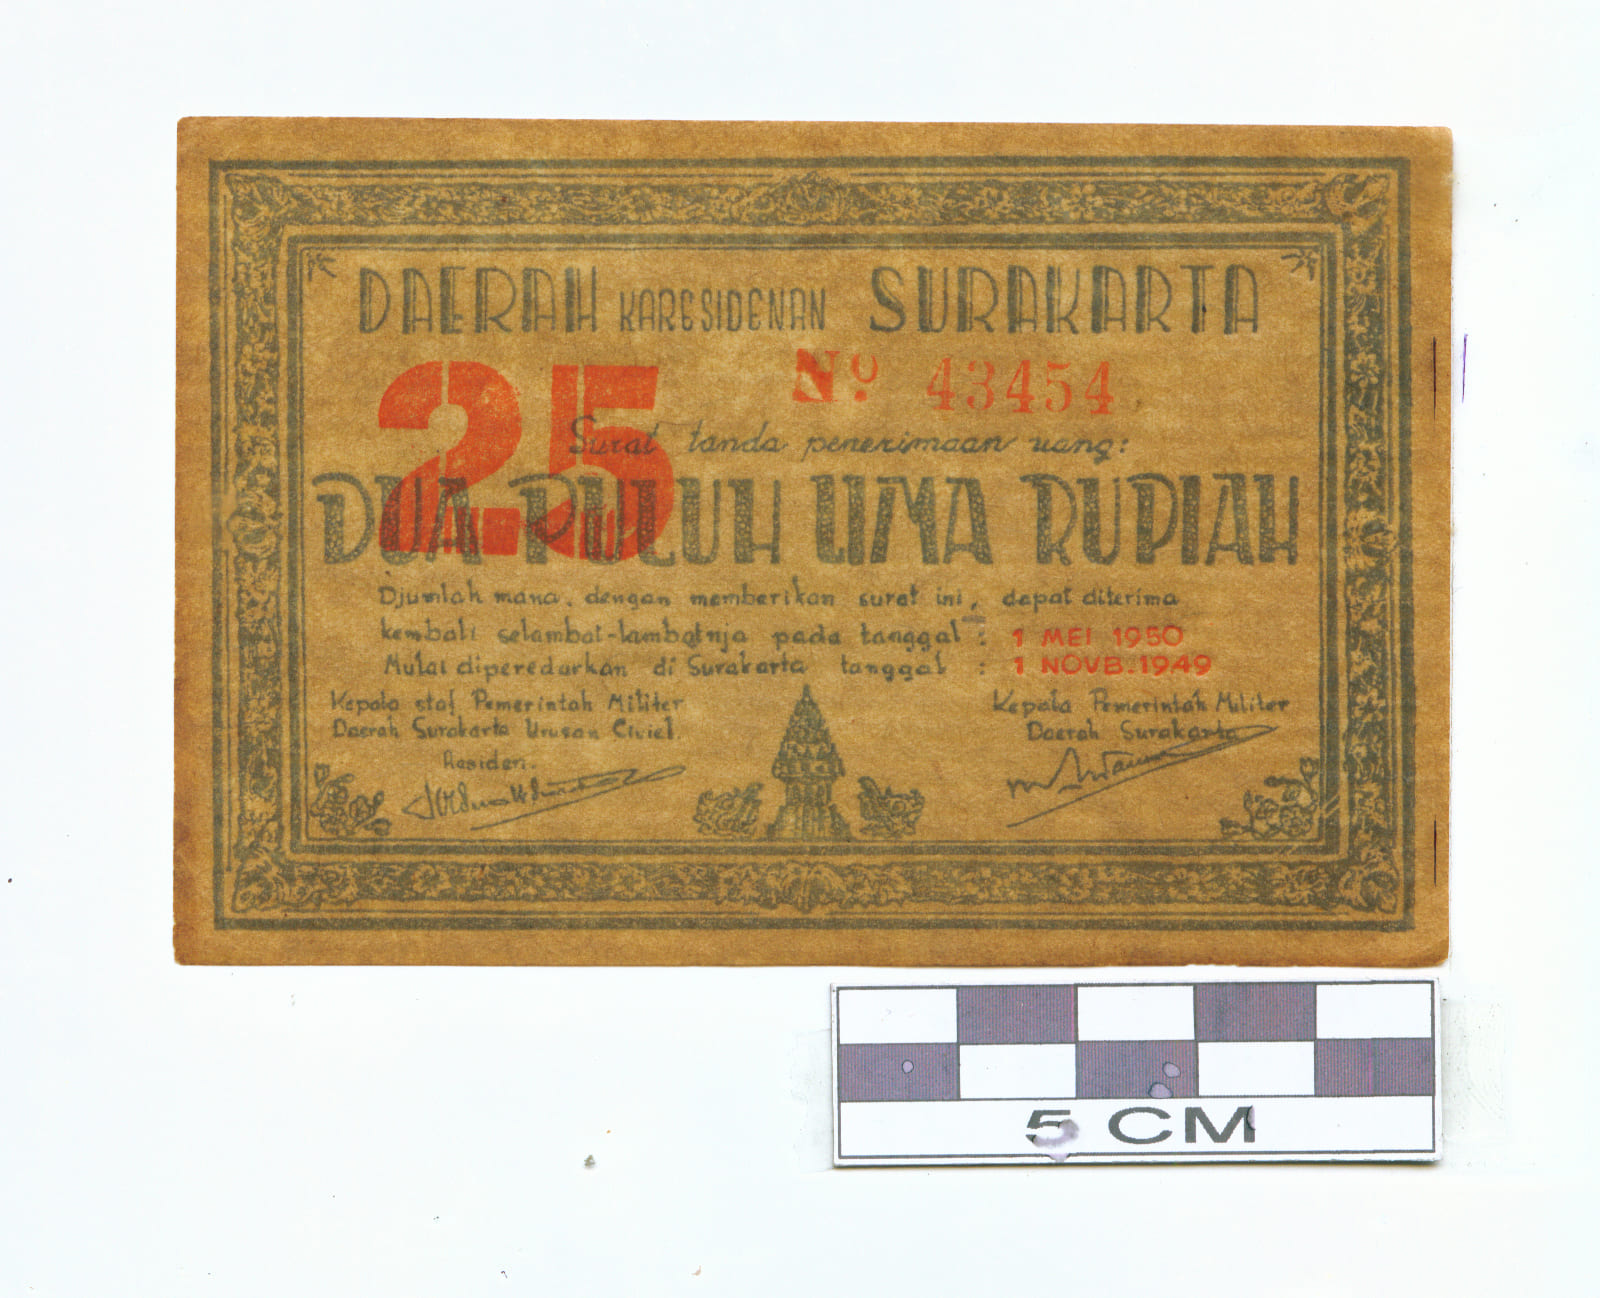 DAERAH KARESIDENAN SURAKARTA
25
Nº 43454
Surat tanda penerimaan uang:
DUA PULUH LIMA RUPIAH
Djumlah mana, dengan memberikan surat ini, dapat diterima
kembali selambat-lambatnja pada tanggal : 1 MEI 1950
Mulai diperedarkan di Surakarta tanggal : 1 NOVB. 1949
Kepala staf Pemerintah Militer
Daerah Surakarta Urusan Civiel.
Residen.
Kepala Pemerintah Militer
Daerah Surakarta
5 CM